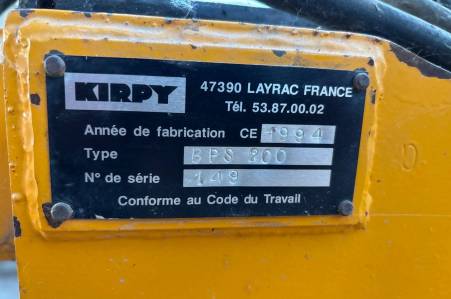 KIRPY
47390 LAYRAC FRANCE
Tél. 53.87.00.02
Année de fabrication CE 1994
Type BPS 300
N° de série 149
Conforme au Code du Travail